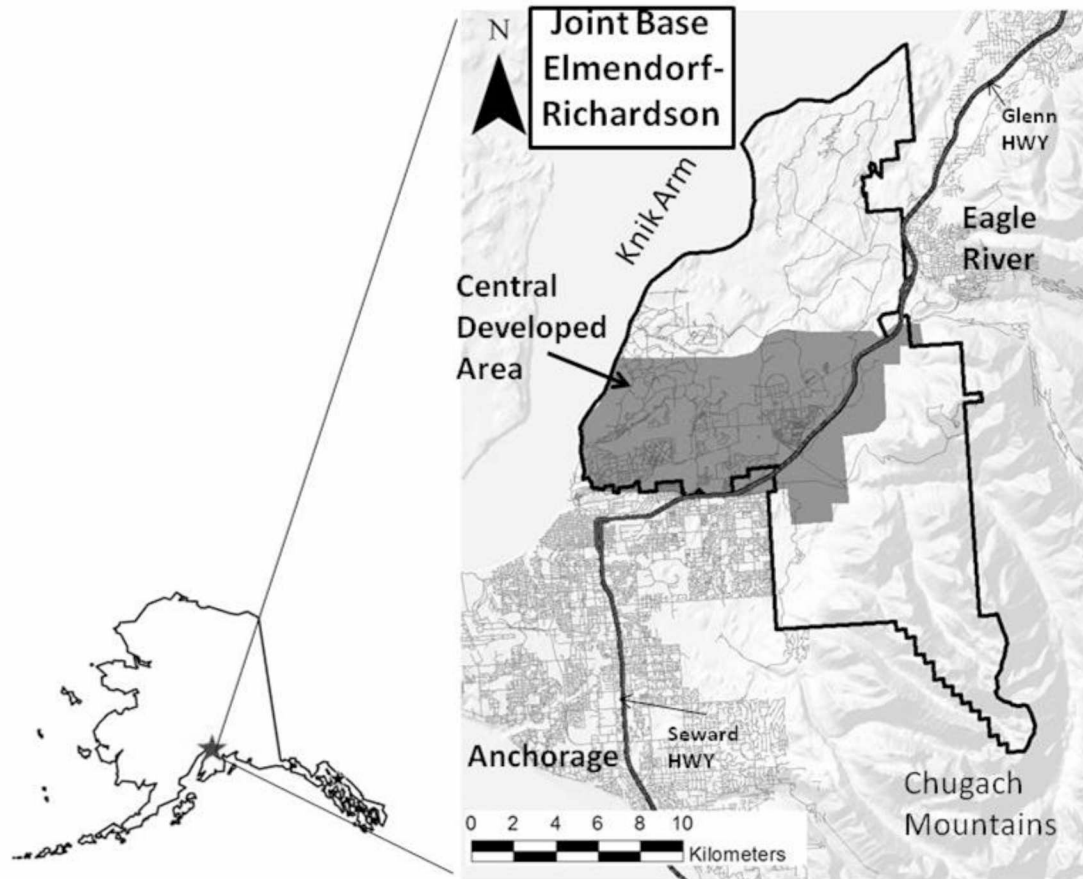 N
Joint Base
Elmendorf-
Richardson
Glenn
HWY
Knik Arm
Eagle
River
Central
Developed
Area
Seward
HWY
Anchorage
Chugach
Mountains
0 2 4 6 8 10
Kilometers